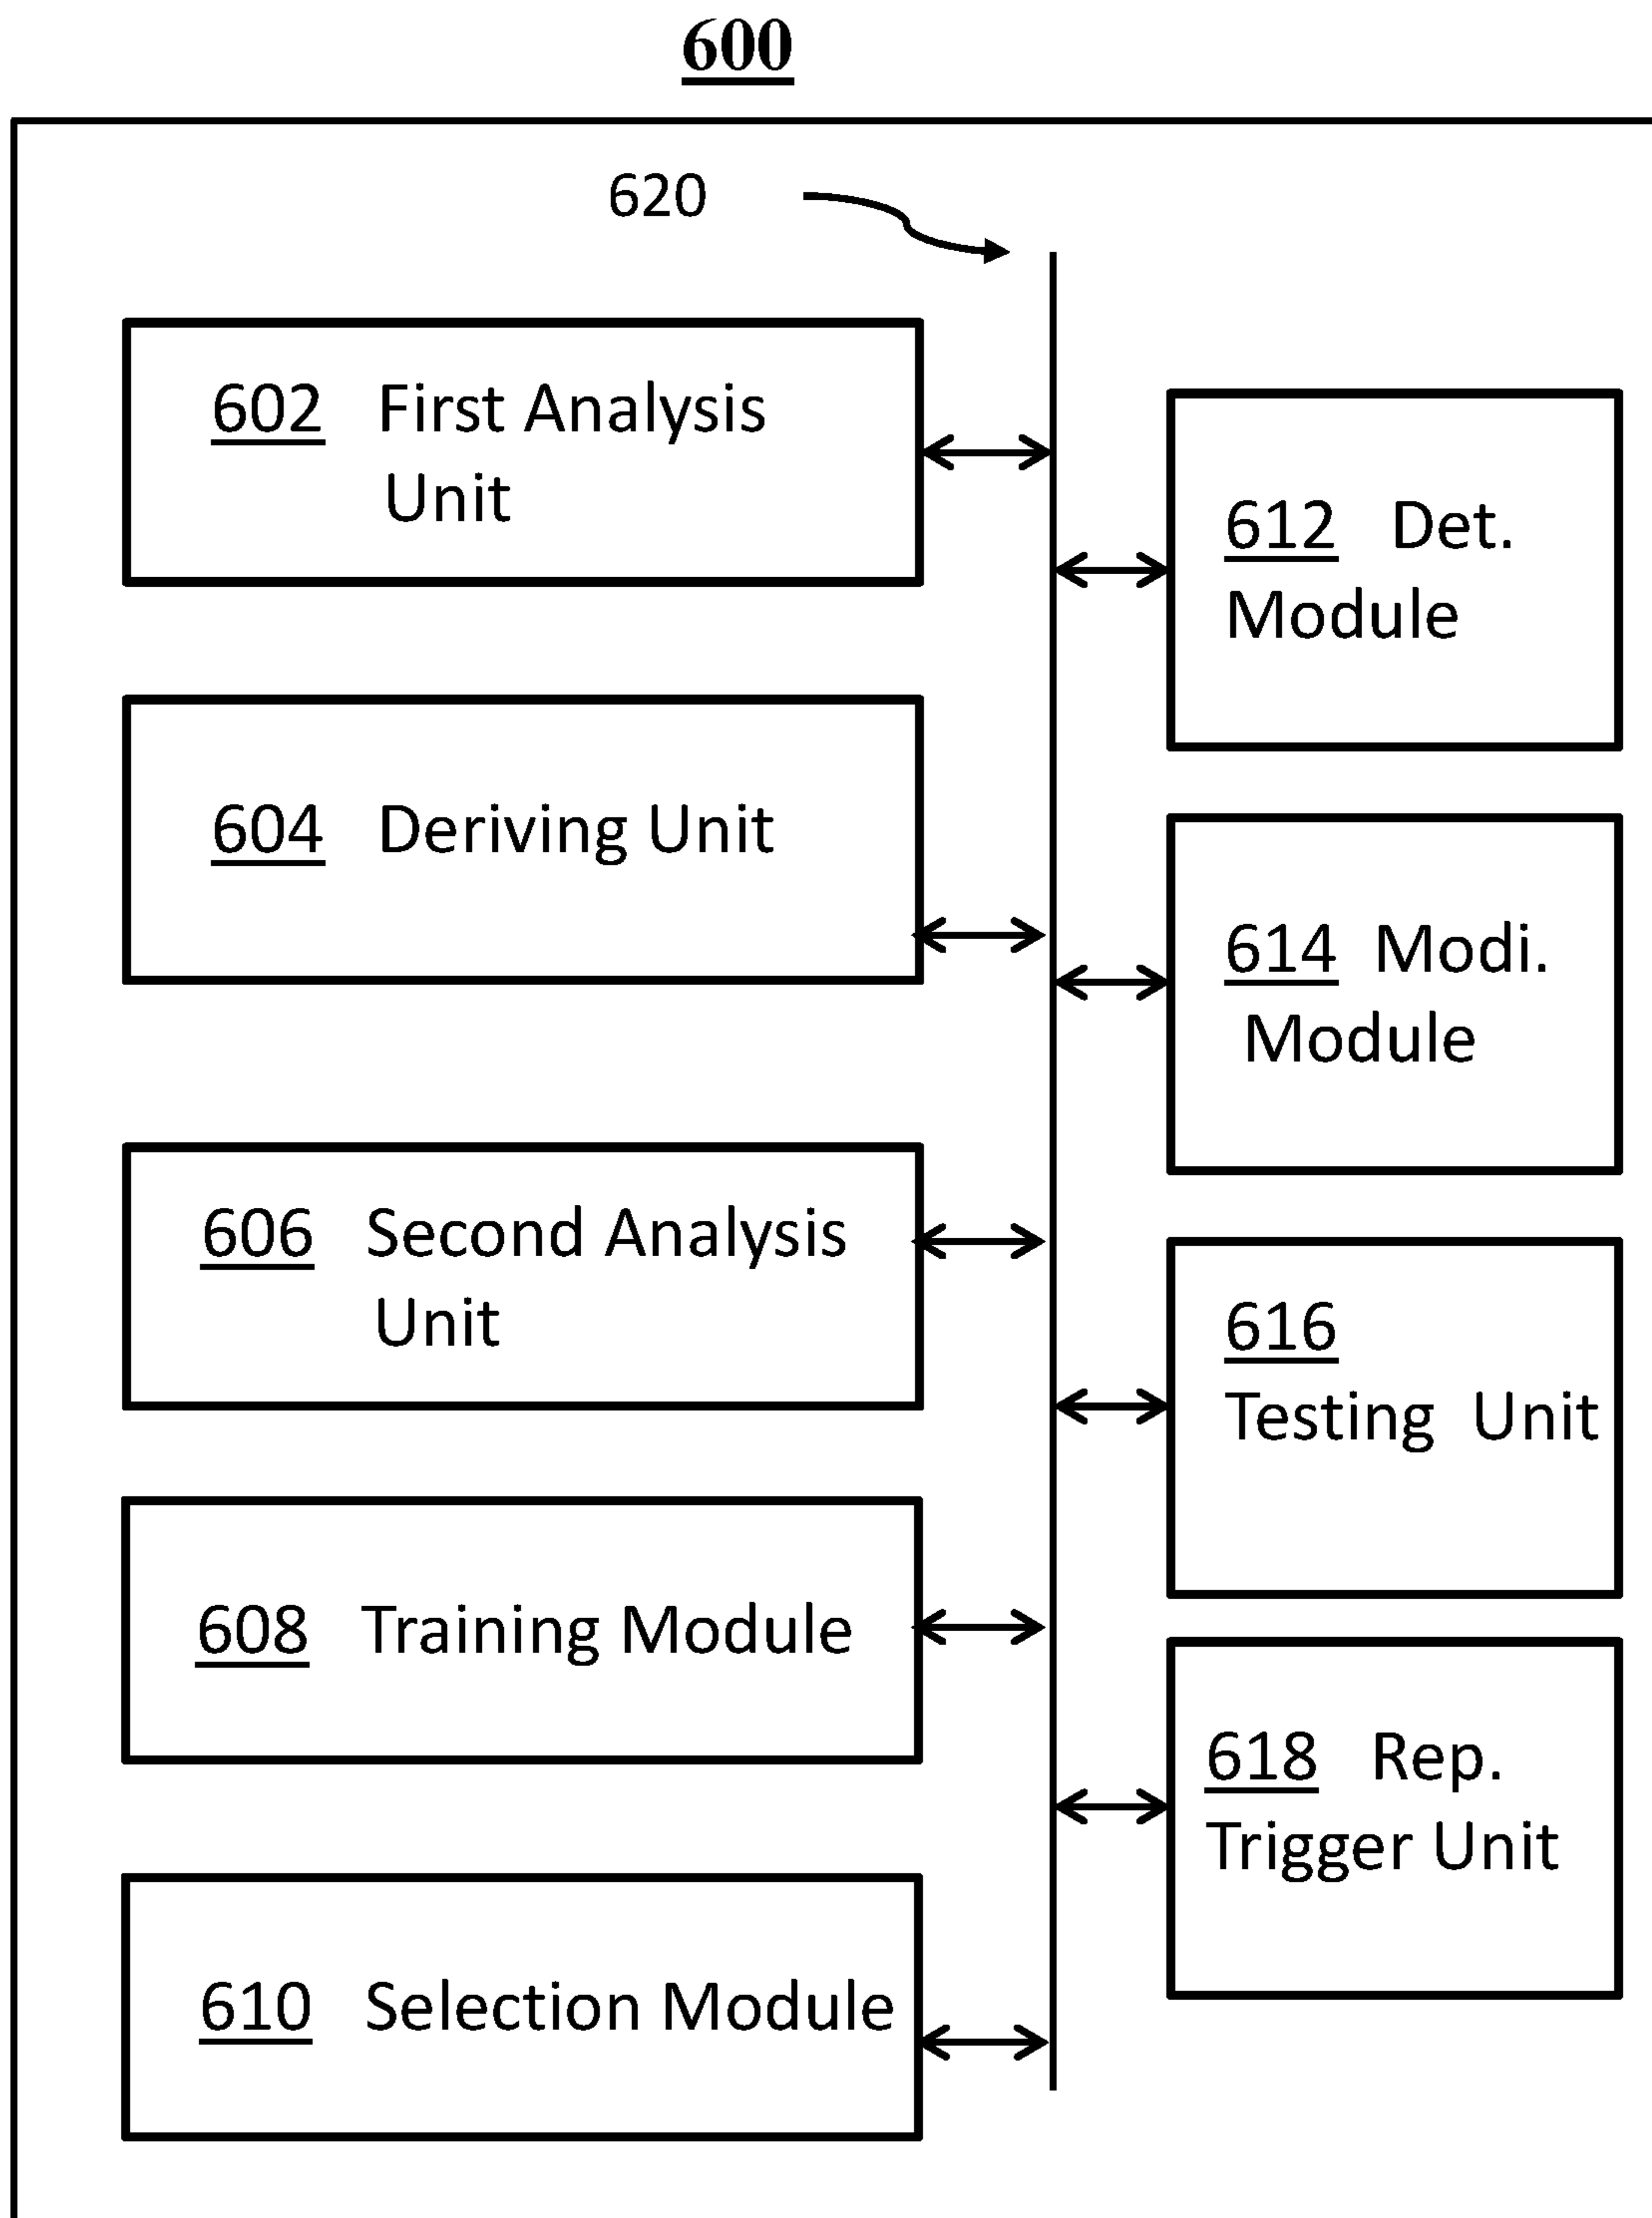 600
620
602 First Analysis
Unit
604 Deriving Unit
606 Second Analysis
Unit
608 Training Module
610 Selection Module
612 Det.
Module
614 Modi.
Module
616
Testing Unit
618 Rep.
Trigger Unit